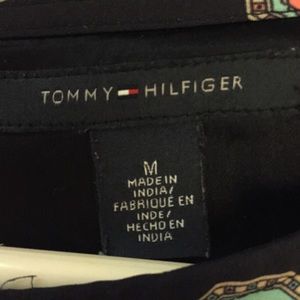 TOMMY HILFIGER
M
MADE IN
INDIA/
FABRIQUÉ EN
INDE/
HECHO EN
INDIA